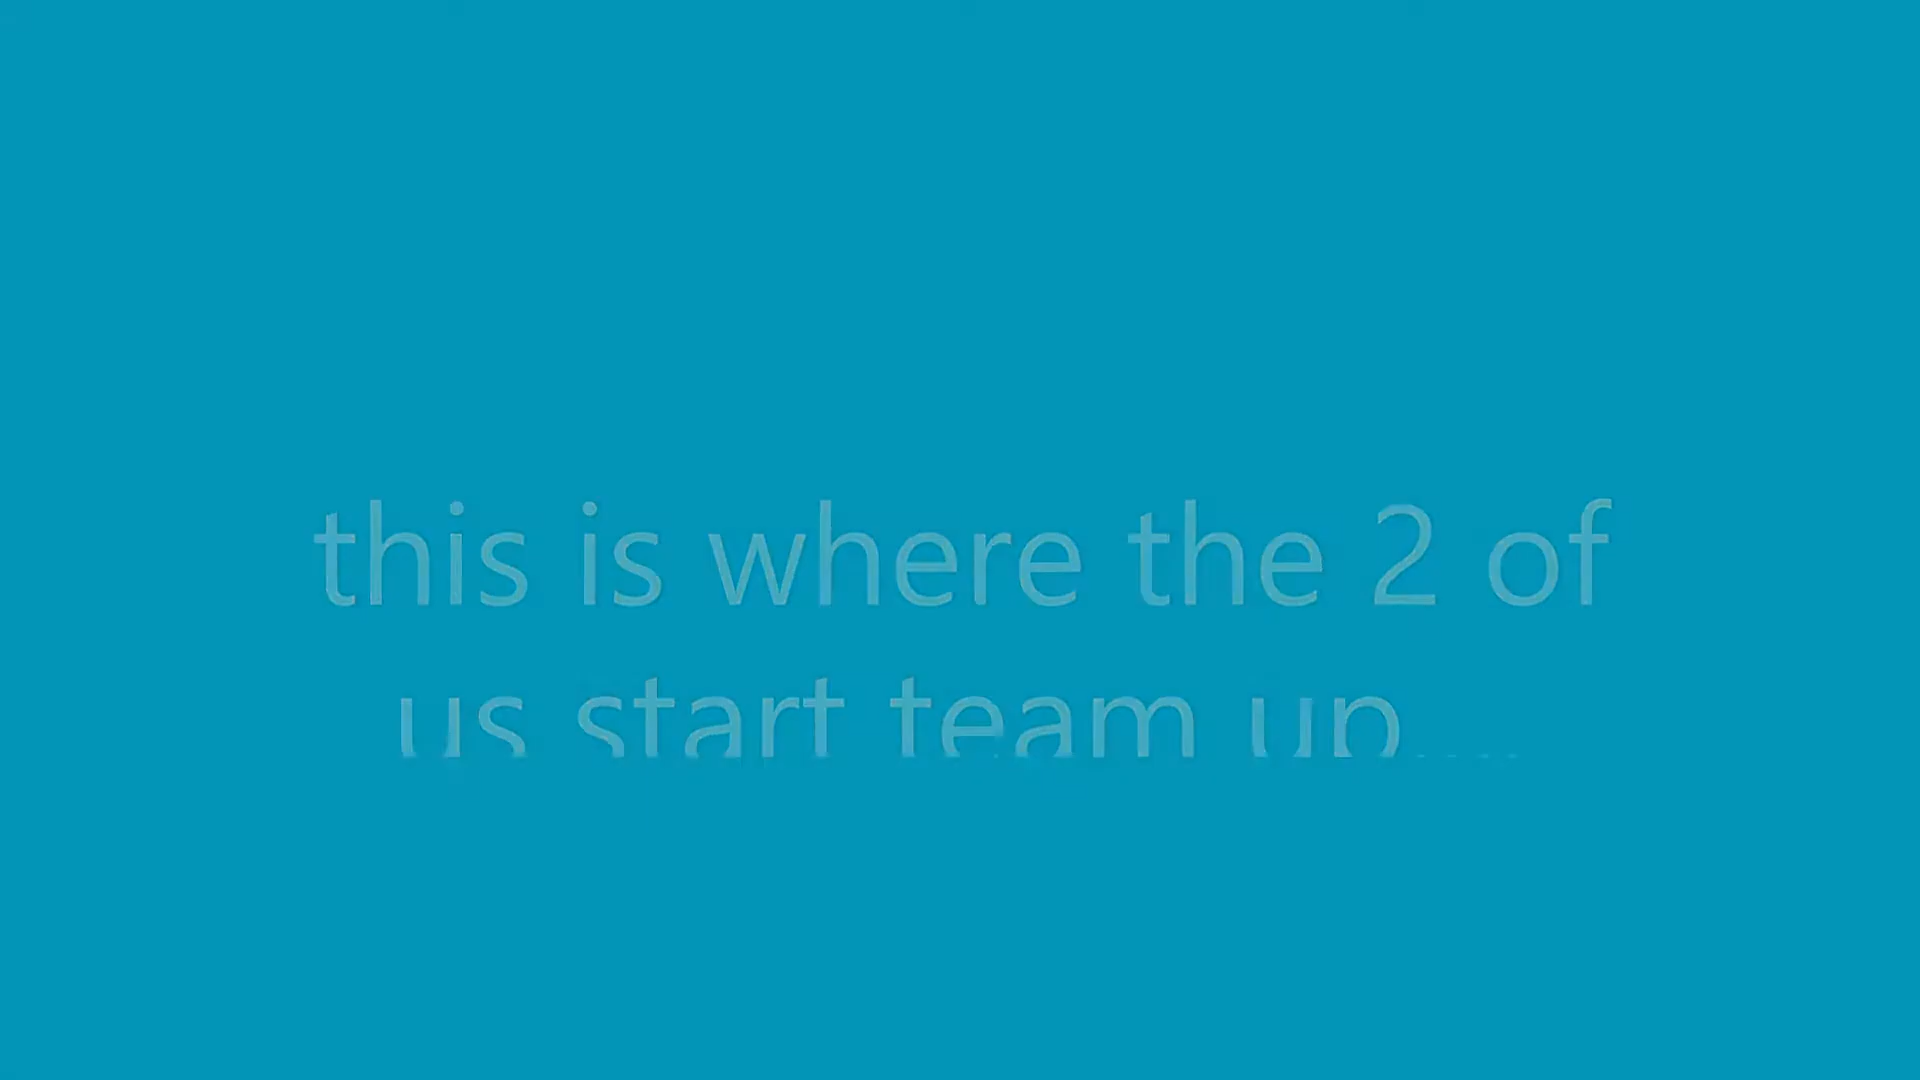 this is where the 2 of
us start team up....